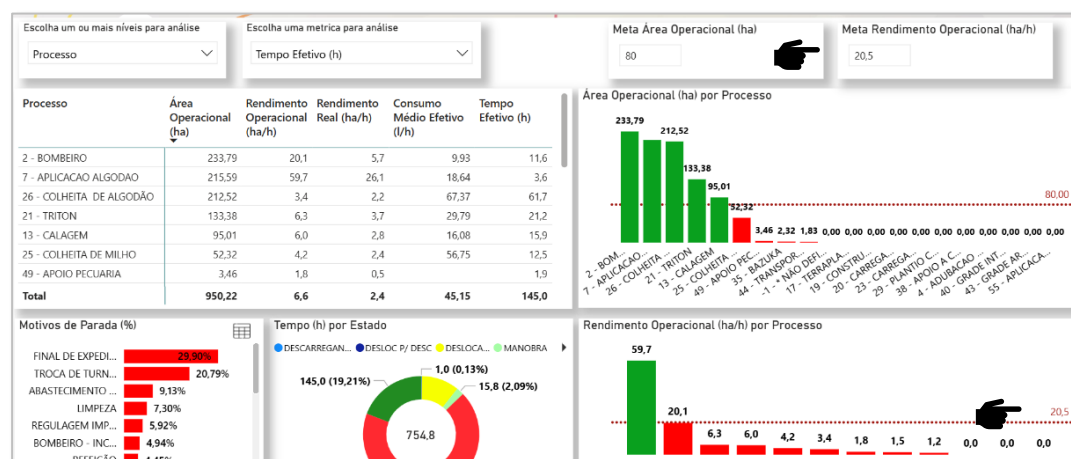 Escolha um ou mais níveis para análise
Escolha uma metrica para análise
Meta Área Operacional (ha)
Meta Rendimento Operacional (ha/h)
Processo
Tempo Efetivo (h)
80
20,5
Processo Área Operacional (ha) Rendimento Operacional (ha/h) Rendimento Real (ha/h) Consumo Médio Efetivo (l/h) Tempo Efetivo (h)
2 - BOMBEIRO 233,79 20,1 5,7 9,93 11,6
7 - APLICACAO ALGODAO 215,59 59,7 26,1 18,64 3,6
26 - COLHEITA DE ALGODÃO 212,52 3,4 2,2 67,37 61,7
21 - TRITON 133,38 6,3 3,7 29,79 21,2
13 - CALAGEM 95,01 6,0 2,8 16,08 15,9
25 - COLHEITA DE MILHO 52,32 4,2 2,4 56,75 12,5
49 - APOIO PECUARIA 3,46 1,8 0,5 1,9
Total 950,22 6,6 2,4 45,15 145,0
Área Operacional (ha) por Processo
233,79
212,52
133,38
95,01
52,32
3,46 2,32 1,83 0,00 0,00 0,00 0,00 0,00 0,00 0,00 0,00 0,00 0,00 0,00
80,00
2 - BOM...
7 - APLICACAO...
26 - COLHEITA ...
21 - TRITON
13 - CALAGEM
25 - COLHEITA ...
49 - APOIO PEC...
35 - BAZUKA
44 - TRANSPOR...
-1 - * NÃO DEFI...
17 - TERRAPLA...
19 - CONSTRU...
20 - CARREGA...
23 - CARREGA...
29 - PLANTIO C...
38 - APOIO A C...
4 - ADUBACAO ...
40 - GRADE INT...
43 - GRADE AR...
55 - APLICACA...
Motivos de Parada (%)
FINAL DE EXPEDI... 29,90%
TROCA DE TURN... 20,79%
ABASTECIMENTO ... 9,13%
LIMPEZA 7,30%
REGULAGEM IMP... 5,92%
BOMBEIRO - INC... 4,94%
REFEIÇÃO 4,45%
Tempo (h) por Estado
DESCARREGAN... DESLOC P/ DESC DESLOCA... MANOBRA
1,0 (0,13%)
145,0 (19,21%)
15,8 (2,09%)
754,8
Rendimento Operacional (ha/h) por Processo
59,7
20,1
6,3 6,0 4,2 3,4 1,8 1,5 1,2 0,0 0,0 0,0
20,5